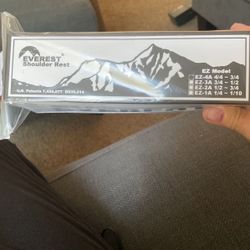 EVEREST
Shoulder Rest
EZ Model
EZ-4A 4/4 ~ 3/4
EZ-3A 3/4 ~ 1/2
EZ-2A 1/2 ~ 3/4
EZ-1A 1/4 ~ 1/10